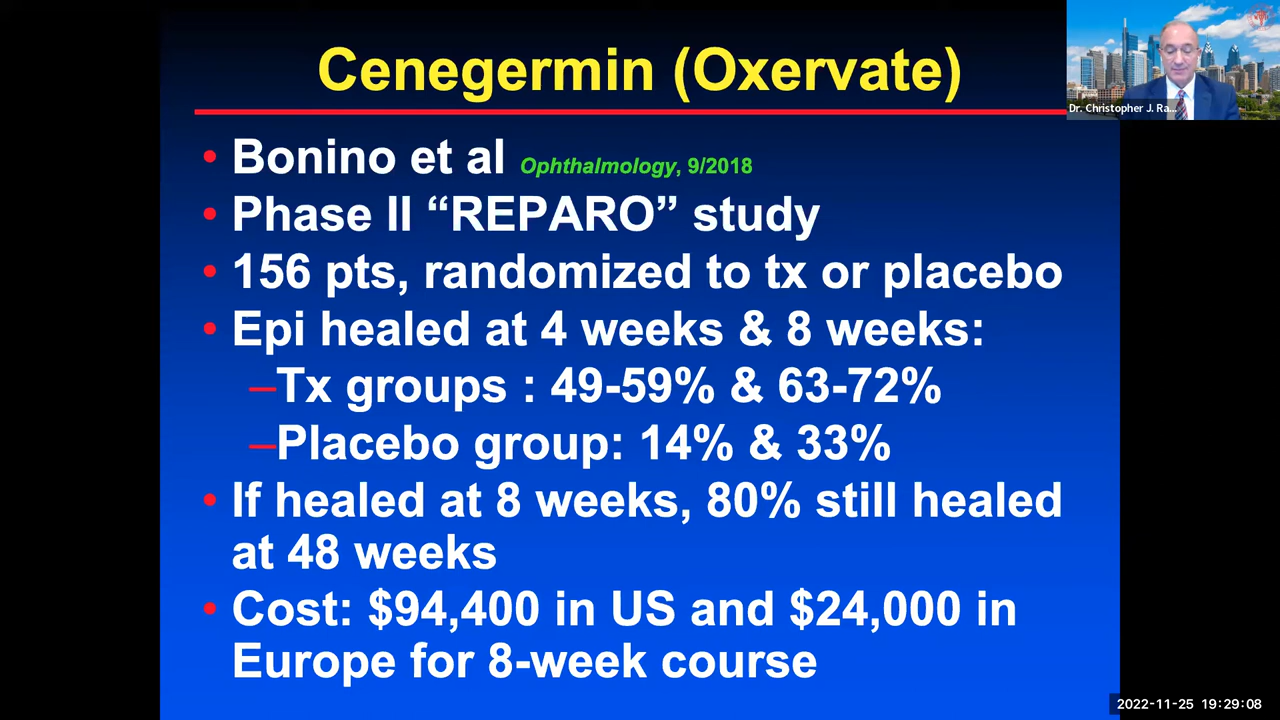 Cenegermin (Oxervate)
Dr. Christopher J. Ra...
• Bonino et al Ophthalmology, 9/2018
• Phase II “REPARO” study
• 156 pts, randomized to tx or placebo
• Epi healed at 4 weeks & 8 weeks:
–Tx groups : 49-59% & 63-72%
–Placebo group: 14% & 33%
• If healed at 8 weeks, 80% still healed
at 48 weeks
• Cost: $94,400 in US and $24,000 in
Europe for 8-week course
2022-11-25 19:29:08